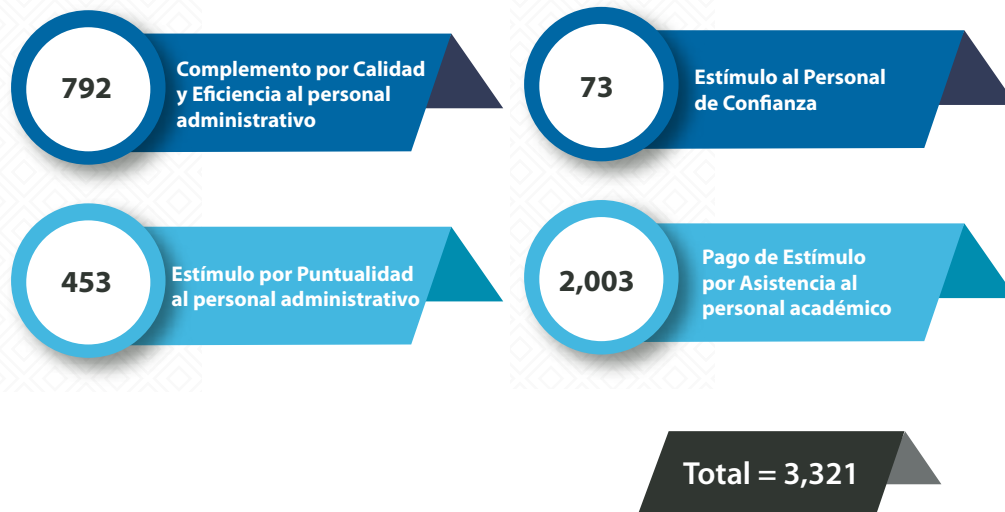 792
Complemento por Calidad
y Eficiencia al personal
administrativo
73
Estímulo al Personal
de Confianza
453
Estímulo por Puntualidad
al personal administrativo
2,003
Pago de Estímulo
por Asistencia al
personal académico
Total = 3,321